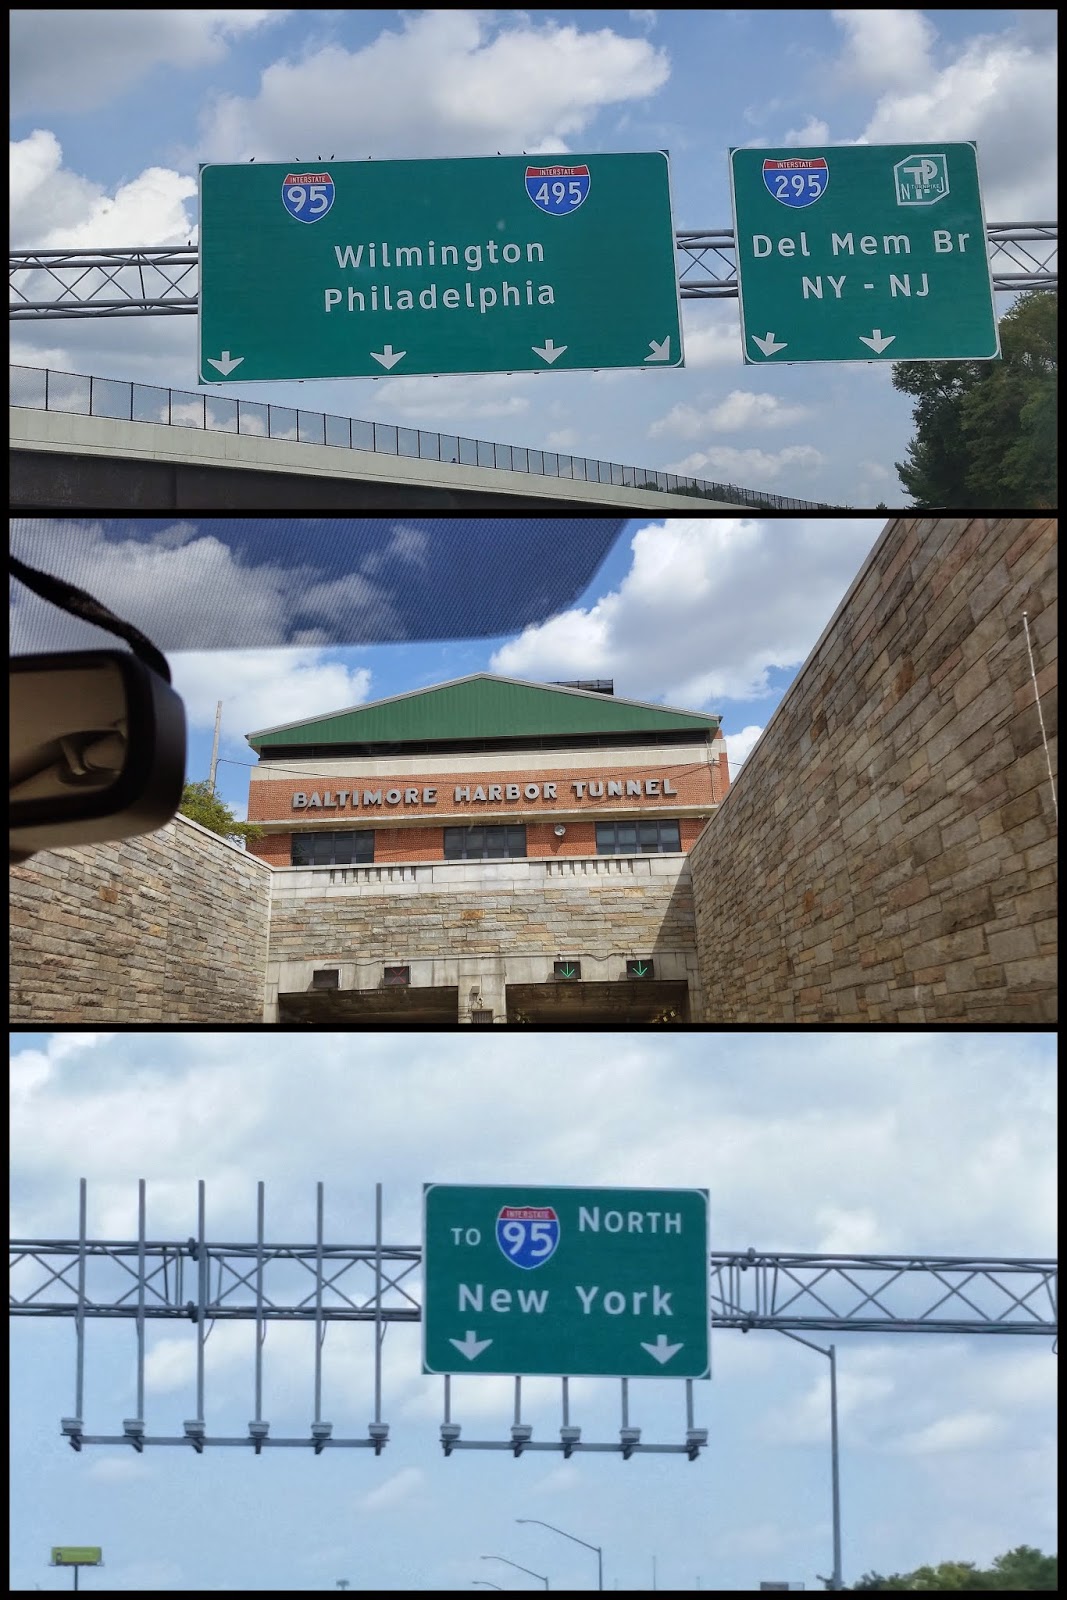 INTERSTATE
95
INTERSTATE
495
Wilmington
Philadelphia
INTERSTATE
295
N TURNPIKE J
TP
Del Mem Br
NY - NJ
BALTIMORE HARBOR TUNNEL
TO
INTERSTATE
95
NORTH
New York